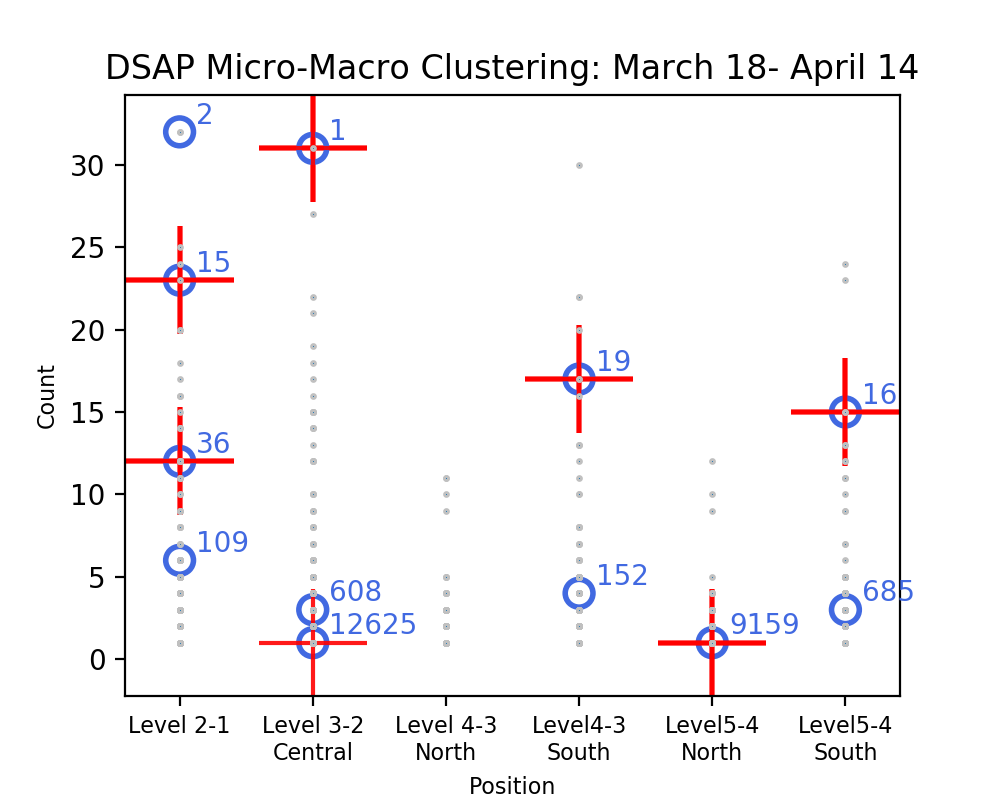 DSAP Micro-Macro Clustering: March 18- April 14
2
1
30
25
15
20
19
16
15
36
10
109
5
608
152
685
12625
9159
0
Count
Level 2-1
Level 3-2
Central
Level 4-3
North
Level4-3
South
Level5-4
North
Level5-4
South
Position